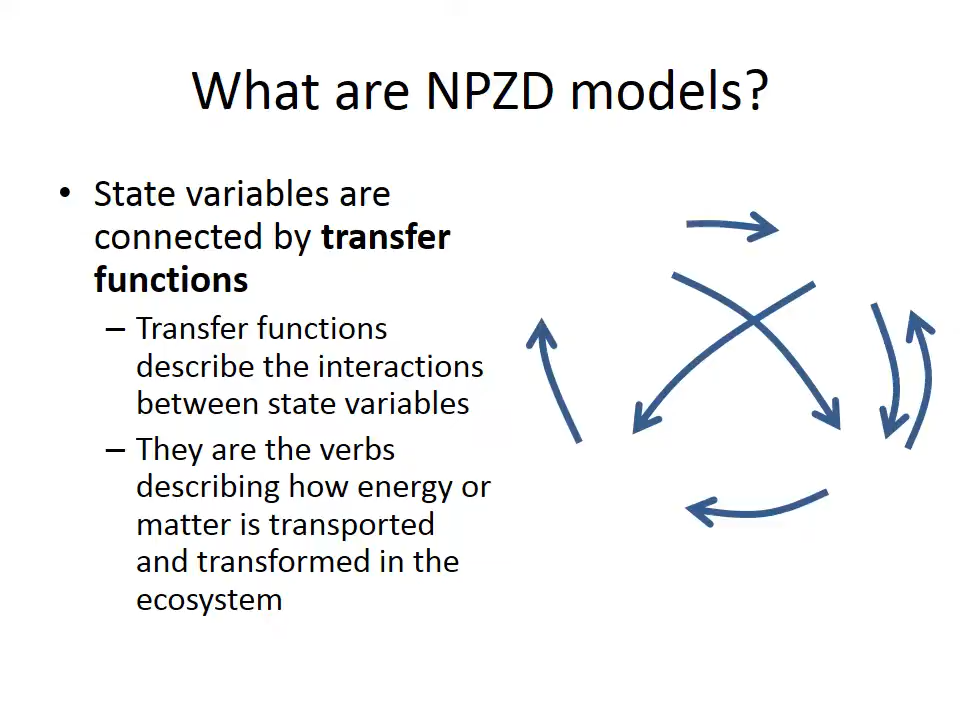 What are NPZD models?
• State variables are
connected by transfer
functions
– Transfer functions
describe the interactions
between state variables
– They are the verbs
describing how energy or
matter is transported
and transformed in the
ecosystem